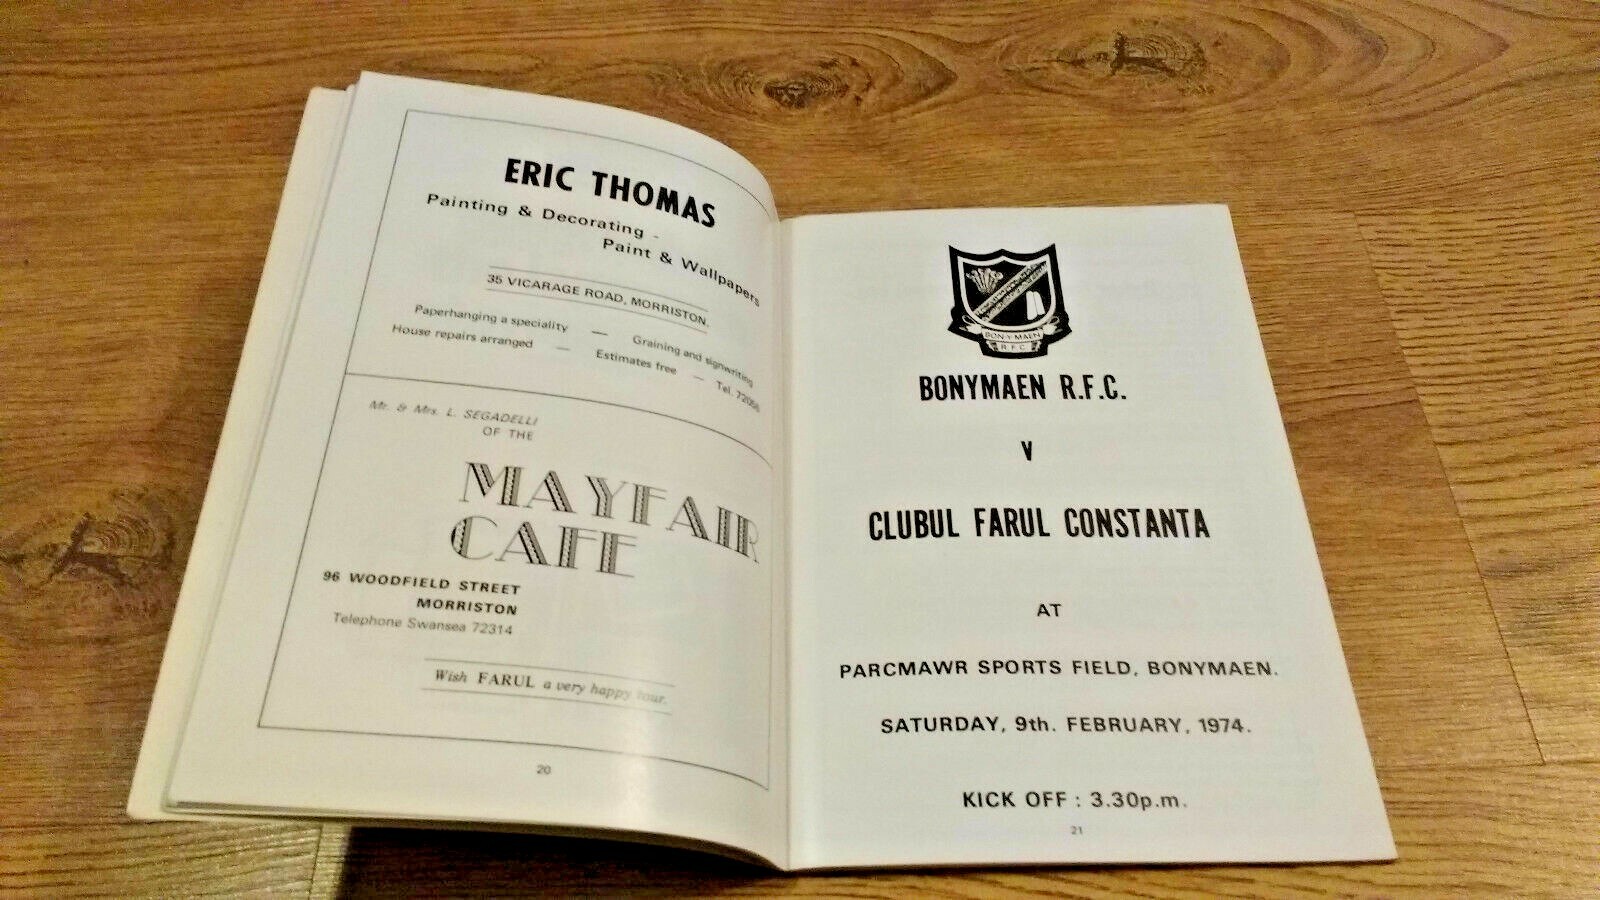 ERIC THOMAS
Painting & Decorating -
Paint & Wallpapers
35 VICARAGE ROAD, MORRISTON.
Paperhanging a speciality — Graining and signwriting
House repairs arranged — Estimates free — Tel. 72056
Mr. & Mrs. L. SEGADELLI
OF THE
MAYFAIR
CAFE
96 WOODFIELD STREET
MORRISTON
Telephone Swansea 72314
Wish FARUL a very happy tour.
20
BON-Y-MAEN
R.F.C.
BONYMAEN R.F.C.
V
CLUBUL FARUL CONSTANTA
AT
PARCMAWR SPORTS FIELD, BONYMAEN.
SATURDAY, 9th. FEBRUARY, 1974.
KICK OFF : 3.30p.m.
21